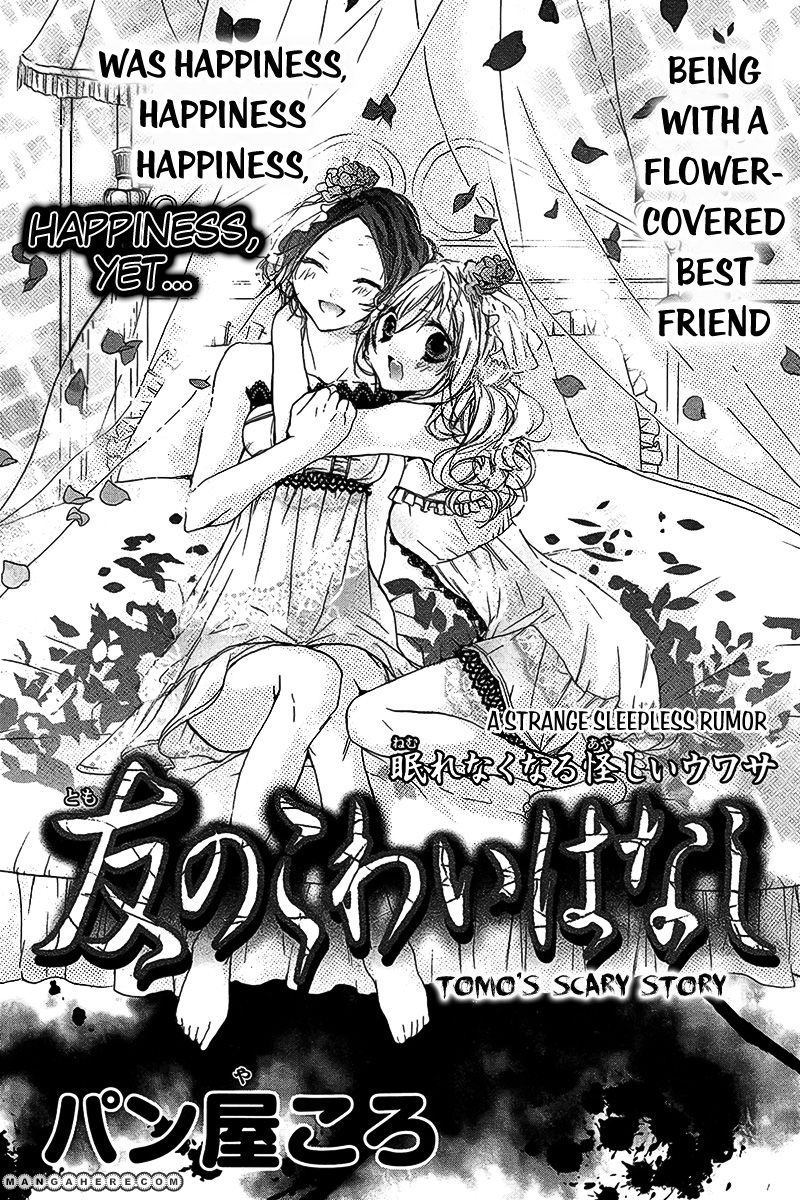 BEING
WITH A
FLOWER-
COVERED
BEST
FRIEND
WAS HAPPINESS,
HAPPINESS
HAPPINESS,
HAPPINESS,
YET...
A STRANGE SLEEPLESS RUMOR
ねむ あや
眠れなくなる怪しいウワサ
とも
友のこわいはなし
TOMO'S SCARY STORY
や
パン屋ころ
MANGAHERE.COM